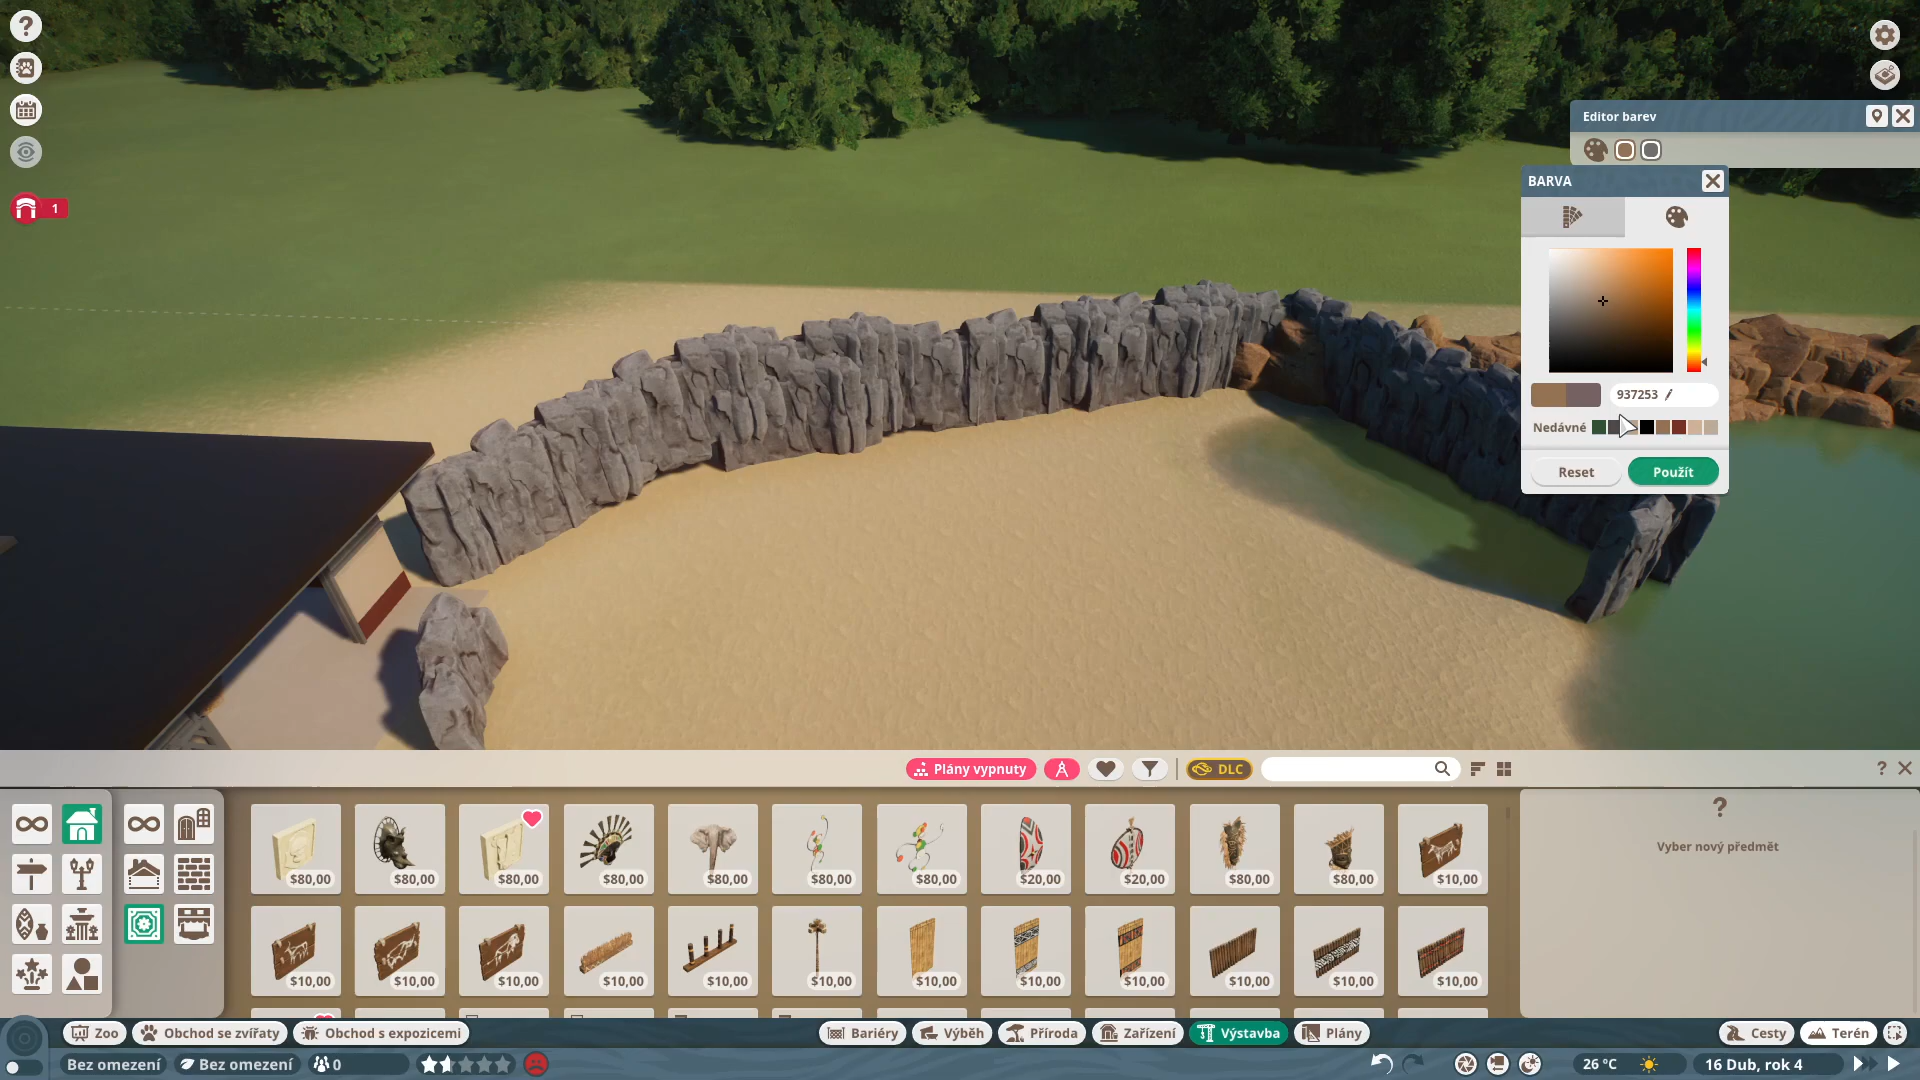 Editor barev
1
BARVA
937253
Nedávné
Reset
Použít
Plány vypnuty
DLC
?
?
Vyber nový předmět
$80,00 $80,00 $80,00 $80,00 $80,00 $80,00 $80,00 $20,00 $20,00 $80,00 $80,00 $10,00
$10,00 $10,00 $10,00 $10,00 $10,00 $10,00 $10,00 $10,00 $10,00 $10,00 $10,00 $10,00
Zoo Obchod se zvířaty Obchod s expozicemi Bariéry Výběh Příroda Zařízení Výstavba Plány Cesty Terén
Bez omezení Bez omezení 0 26 °C 16 Dub, rok 4